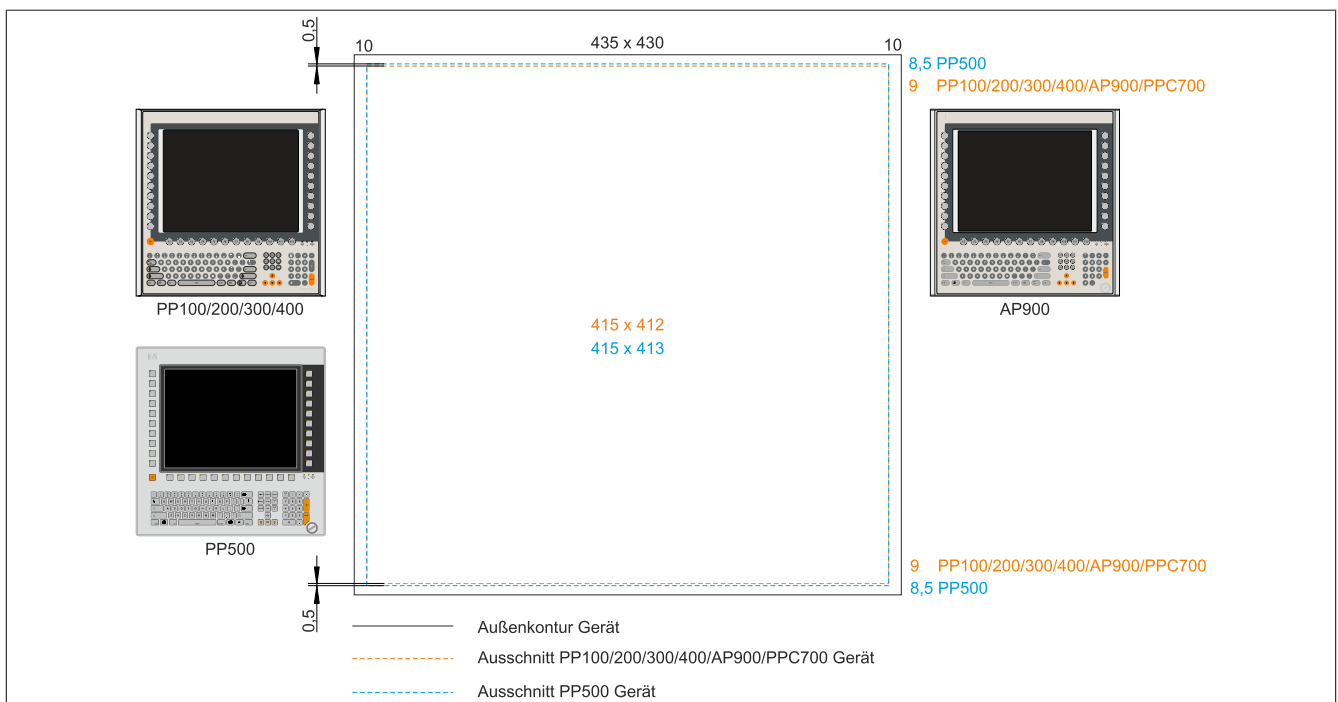 0,5
10
435 x 430
10
8,5 PP500
9 PP100/200/300/400/AP900/PPC700
PP100/200/300/400
AP900
415 x 412
415 x 413
PP500
9 PP100/200/300/400/AP900/PPC700
8,5 PP500
0,5
Außenkontur Gerät
Ausschnitt PP100/200/300/400/AP900/PPC700 Gerät
Ausschnitt PP500 Gerät